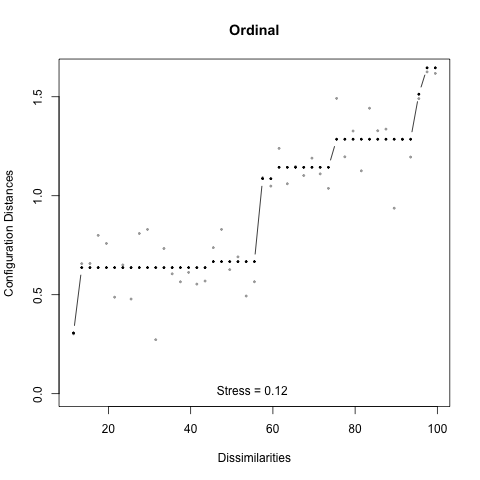 Ordinal
Configuration Distances
1.5
1.0
0.5
0.0
Stress = 0.12
20 40 60 80 100
Dissimilarities